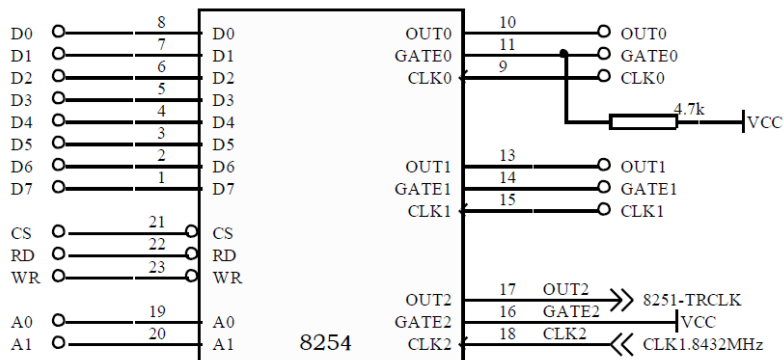 D0 8 D0 OUT0 10 OUT0
D1 7 D1 GATE0 11 GATE0
D2 6 D2 CLK0 9 CLK0
D3 5 D3
D4 4 D4 4.7k VCC
D5 3 D5
D6 2 D6 OUT1 13 OUT1
D7 1 D7 GATE1 14 GATE1
CLK1 15 CLK1
CS 21 CS
RD 22 RD
WR 23 WR
OUT2 17 OUT2 8251-TRCLK
A0 19 A0 GATE2 16 GATE2 VCC
A1 20 A1 8254 CLK2 18 CLK2 CLK1.8432MHz